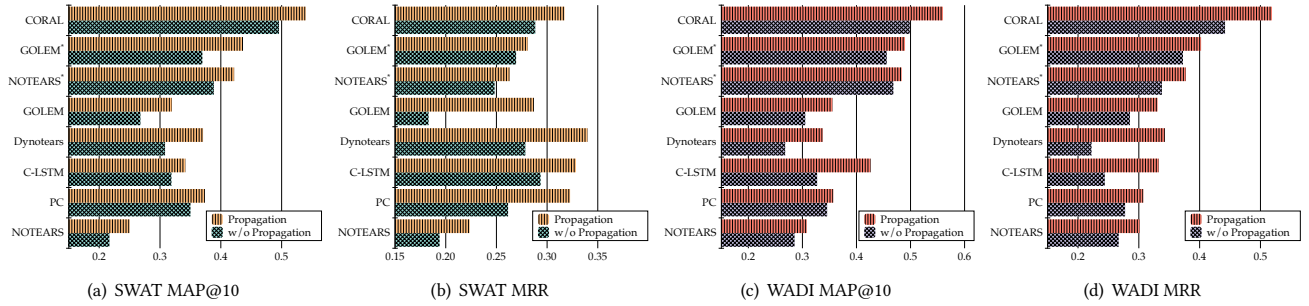 CORAL
GOLEM*
NOTEARS*
GOLEM
Dynotears
C-LSTM
PC
NOTEARS
Propagation
w/o Propagation
0.2 0.3 0.4 0.5
(a) SWAT MAP@10
CORAL
GOLEM*
NOTEARS*
GOLEM
Dynotears
C-LSTM
PC
NOTEARS
Propagation
w/o Propagation
0.15 0.20 0.25 0.30 0.35
(b) SWAT MRR
CORAL
GOLEM*
NOTEARS*
GOLEM
Dynotears
C-LSTM
PC
NOTEARS
Propagation
w/o Propagation
0.2 0.3 0.4 0.5 0.6
(c) WADI MAP@10
CORAL
GOLEM*
NOTEARS*
GOLEM
Dynotears
C-LSTM
PC
NOTEARS
Propagation
w/o Propagation
0.2 0.3 0.4 0.5
(d) WADI MRR